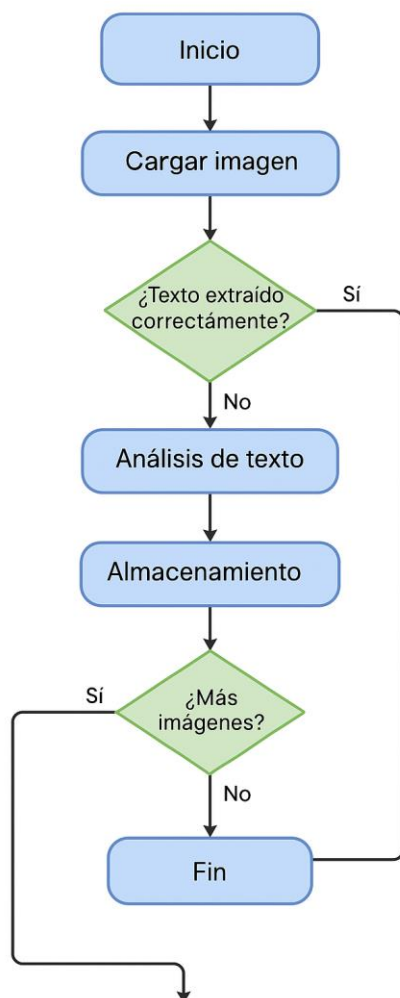 Inicio
Cargar imagen
¿Texto extraído
correctámente?
Sí
No
Análisis de texto
Almacenamiento
Sí
¿Más
imágenes?
No
Fin